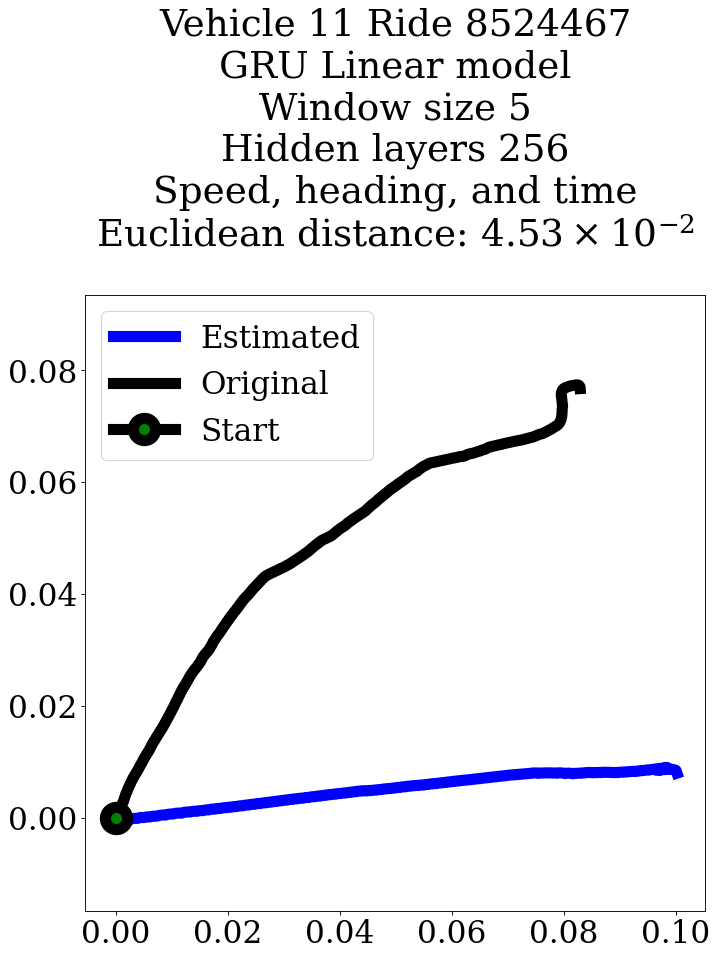 Vehicle 11 Ride 8524467
GRU Linear model
Window size 5
Hidden layers 256
Speed, heading, and time
Euclidean distance: 4.53 × 10⁻²
Estimated
Original
Start
0.08
0.06
0.04
0.02
0.00
0.00 0.02 0.04 0.06 0.08 0.10